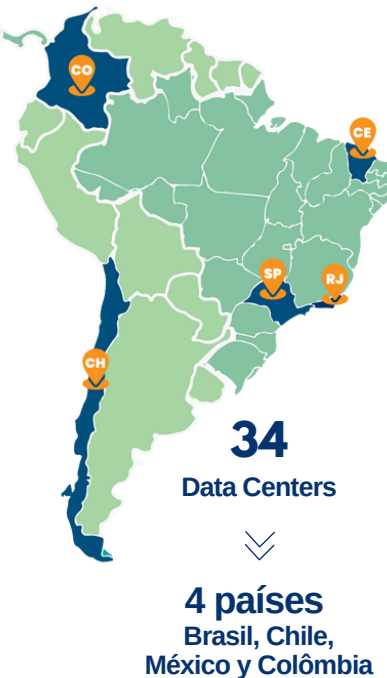 CO
CE
SP
RJ
CH
34
Data Centers
4 países
Brasil, Chile,
México y Colômbia